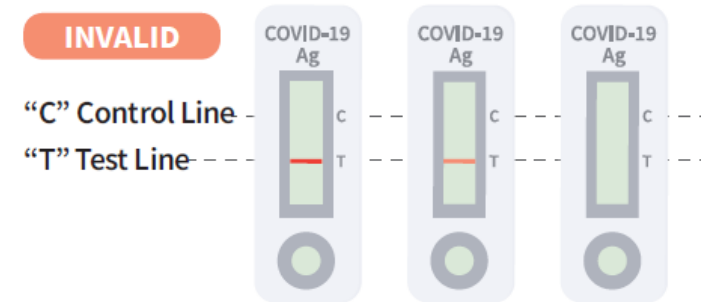 INVALID
COVID-19
Ag
COVID-19
Ag
COVID-19
Ag
“C” Control Line
C
C
C
“T” Test Line
T
T
T